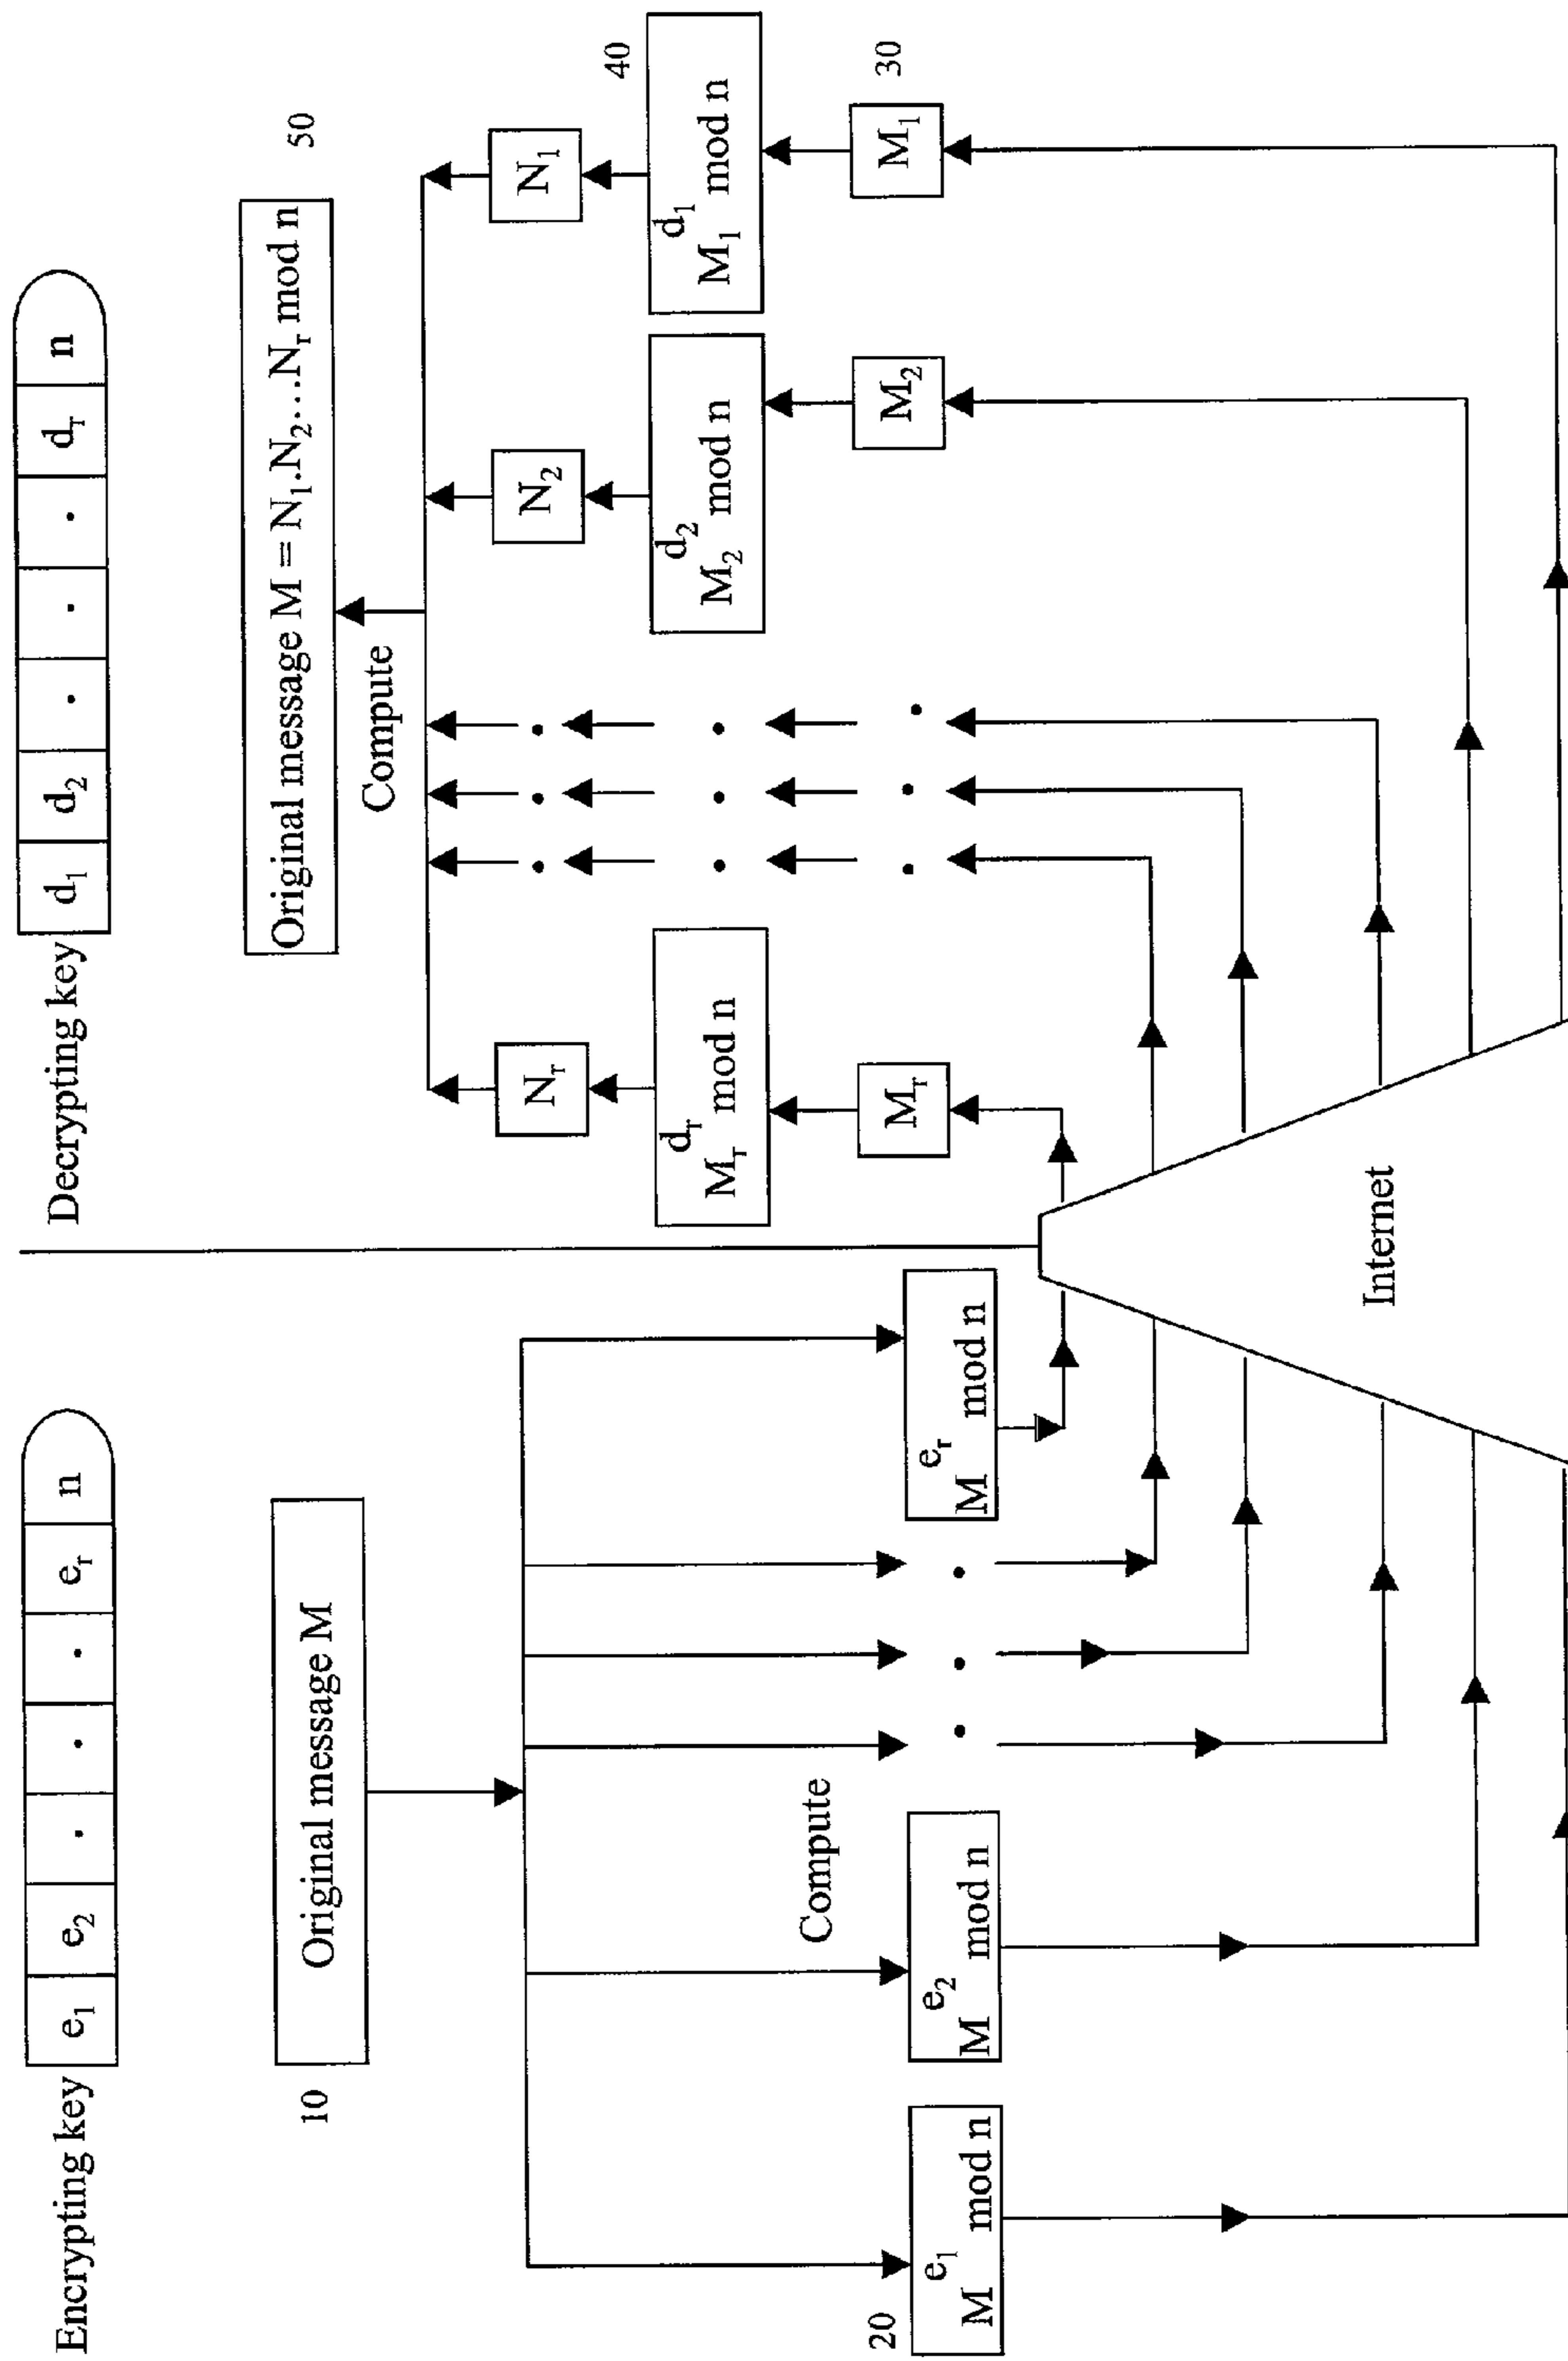 Encrypting key e₁ e₂ . . . eᵣ n
10
Original message M
Compute
20
M^e₁ mod n
M^e₂ mod n
. . .
M^eᵣ mod n
Internet
Decrypting key d₁ d₂ . . . dᵣ n
Original message M = N₁.N₂...Nᵣ mod n
50
Compute
Nᵣ
. . .
N₂
N₁
40
Mᵣ^dᵣ mod n
. . .
M₂^d₂ mod n
M₁^d₁ mod n
30
Mᵣ
. . .
M₂
M₁